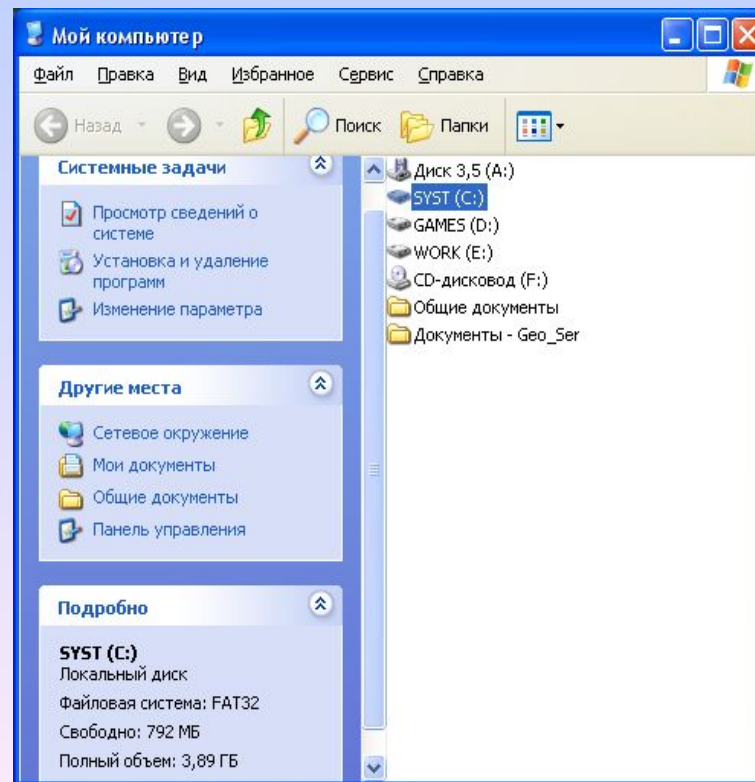 Мой компьютер
Файл Правка Вид Избранное Сервис Справка
Назад Поиск Папки
Системные задачи
Просмотр сведений о
системе
Установка и удаление
программ
Изменение параметра
Другие места
Сетевое окружение
Мои документы
Общие документы
Панель управления
Подробно
SYST (C:)
Локальный диск
Файловая система: FAT32
Свободно: 792 МБ
Полный объем: 3,89 ГБ
Диск 3,5 (A:)
SYST (C:)
GAMES (D:)
WORK (E:)
CD-дисковод (F:)
Общие документы
Документы - Geo_Ser